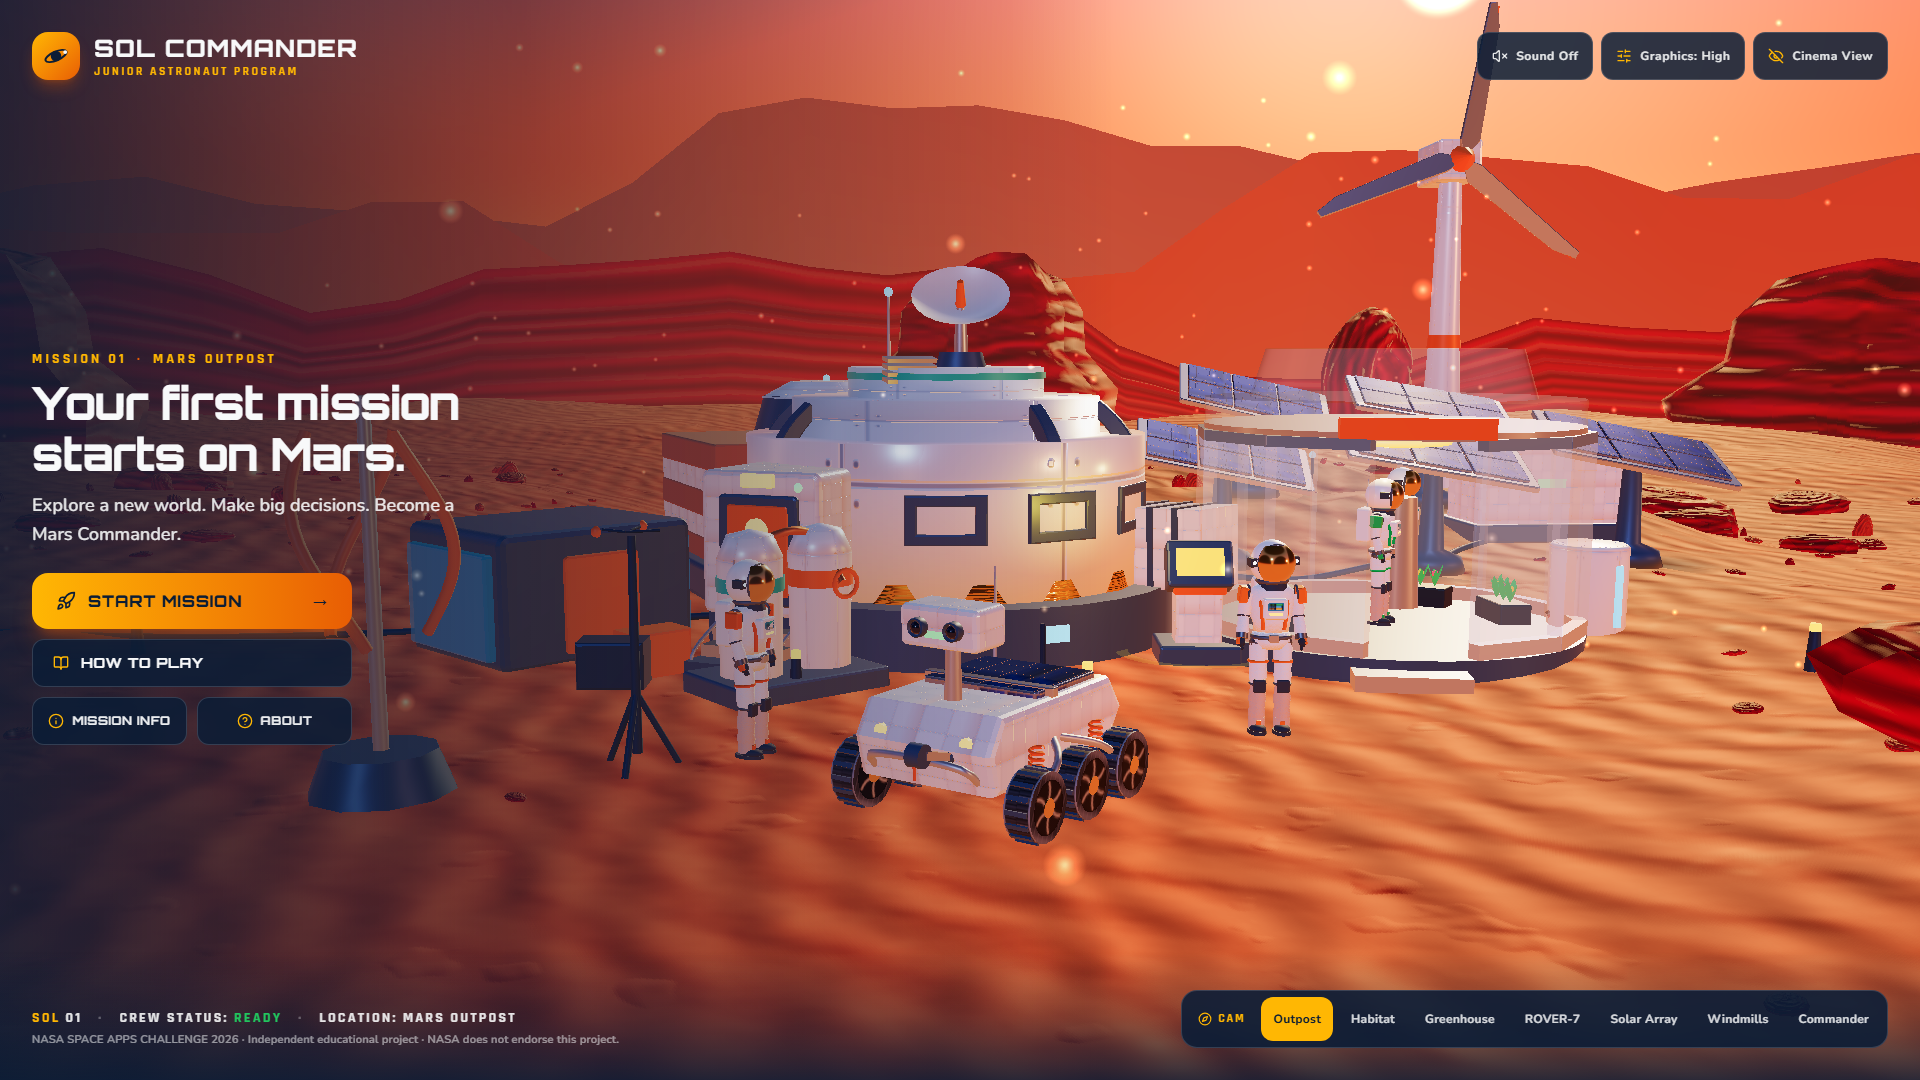 SOL COMMANDER
JUNIOR ASTRONAUT PROGRAM
Sound Off
Graphics: High
Cinema View
MISSION 01 · MARS OUTPOST
Your first mission
starts on Mars.
Explore a new world. Make big decisions. Become a
Mars Commander.
START MISSION →
HOW TO PLAY
MISSION INFO
ABOUT
SOL 01 · CREW STATUS: READY · LOCATION: MARS OUTPOST
NASA SPACE APPS CHALLENGE 2026 · Independent educational project · NASA does not endorse this project.
CAM
Outpost
Habitat
Greenhouse
ROVER-7
Solar Array
Windmills
Commander